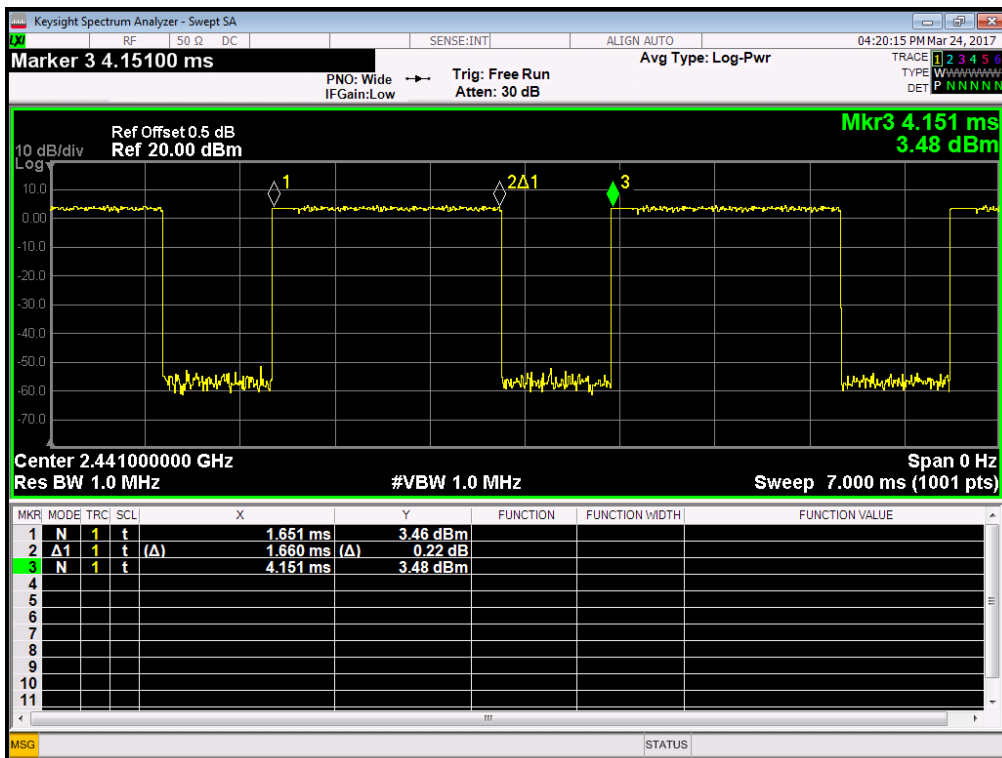 Keysight Spectrum Analyzer - Swept SA
LXI RF 50 Ω DC SENSE:INT ALIGN AUTO 04:20:15 PM Mar 24, 2017
Marker 3 4.15100 ms Avg Type: Log-Pwr TRACE 1 2 3 4 5 6
PNO: Wide Trig: Free Run TYPE WWWWWW
IFGain:Low Atten: 30 dB DET P N N N N N
Mkr3 4.151 ms
Ref Offset 0.5 dB
10 dB/div Ref 20.00 dBm 3.48 dBm
Log
1 2Δ1 3
10.0
0.00
-10.0
-20.0
-30.0
-40.0
-50.0
-60.0
-70.0
Center 2.441000000 GHz Span 0 Hz
Res BW 1.0 MHz #VBW 1.0 MHz Sweep 7.000 ms (1001 pts)
MKR MODE TRC SCL X Y FUNCTION FUNCTION WIDTH FUNCTION VALUE
1 N 1 t 1.651 ms 3.46 dBm
2 Δ1 1 t (Δ) 1.660 ms (Δ) 0.22 dB
3 N 1 t 4.151 ms 3.48 dBm
4
5
6
7
8
9
10
11
MSG STATUS